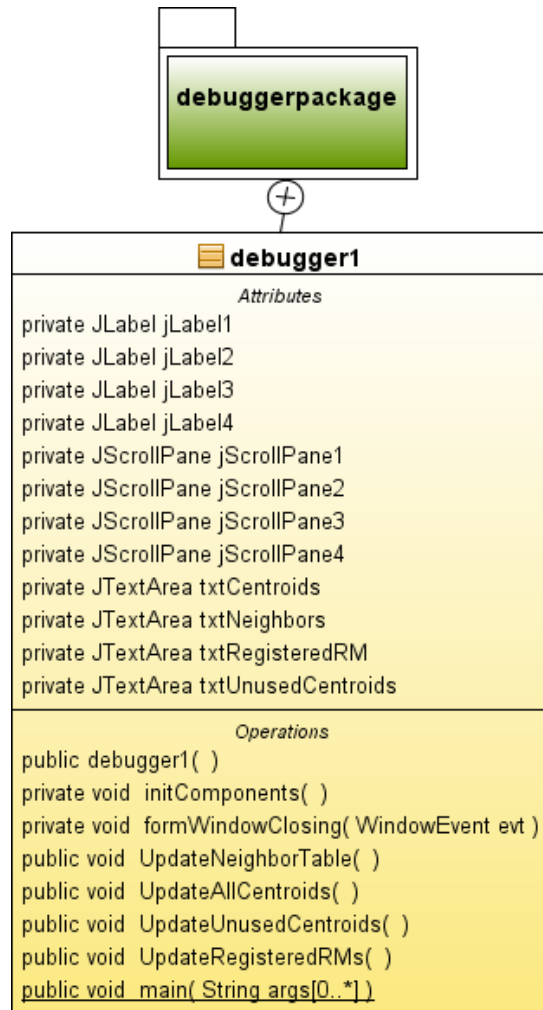 debuggerpackage
debugger1
Attributes
private JLabel jLabel1
private JLabel jLabel2
private JLabel jLabel3
private JLabel jLabel4
private JScrollPane jScrollPane1
private JScrollPane jScrollPane2
private JScrollPane jScrollPane3
private JScrollPane jScrollPane4
private JTextArea txtCentroids
private JTextArea txtNeighbors
private JTextArea txtRegisteredRM
private JTextArea txtUnusedCentroids
Operations
public debugger1( )
private void initComponents( )
private void formWindowClosing( WindowEvent evt )
public void UpdateNeighborTable( )
public void UpdateAllCentroids( )
public void UpdateUnusedCentroids( )
public void UpdateRegisteredRMs( )
public void main( String args[0..*] )